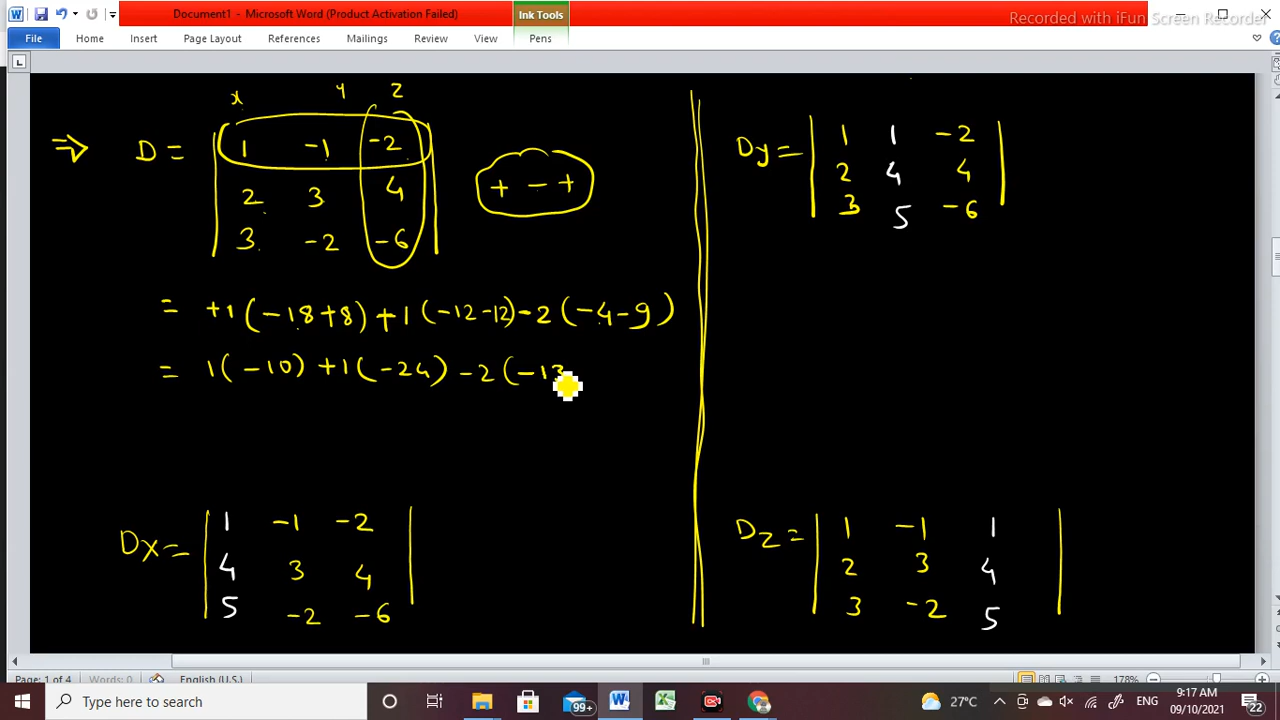 Document1 - Microsoft Word (Product Activation Failed)
Ink Tools
Recorded with iFun Screen Recorder
File Home Insert Page Layout References Mailings Review View Pens
x y z
⇒ D = | 1 -1 -2 |
| 2 3 4 |
| 3 -2 -6 |
+ - +
= +1(-18+8)+1(-12-12)-2(-4-9)
= 1(-10)+1(-24)-2(-13
Dx= | 1 -1 -2 |
| 4 3 4 |
| 5 -2 -6 |
Dy= | 1 1 -2 |
| 2 4 4 |
| 3 5 -6 |
Dz= | 1 -1 1 |
| 2 3 4 |
| 3 -2 5 |
Page: 1 of 4 Words: 0 English (U.S.) 178%
Type here to search
99+
27°C
ENG
9:17 AM
09/10/2021
22